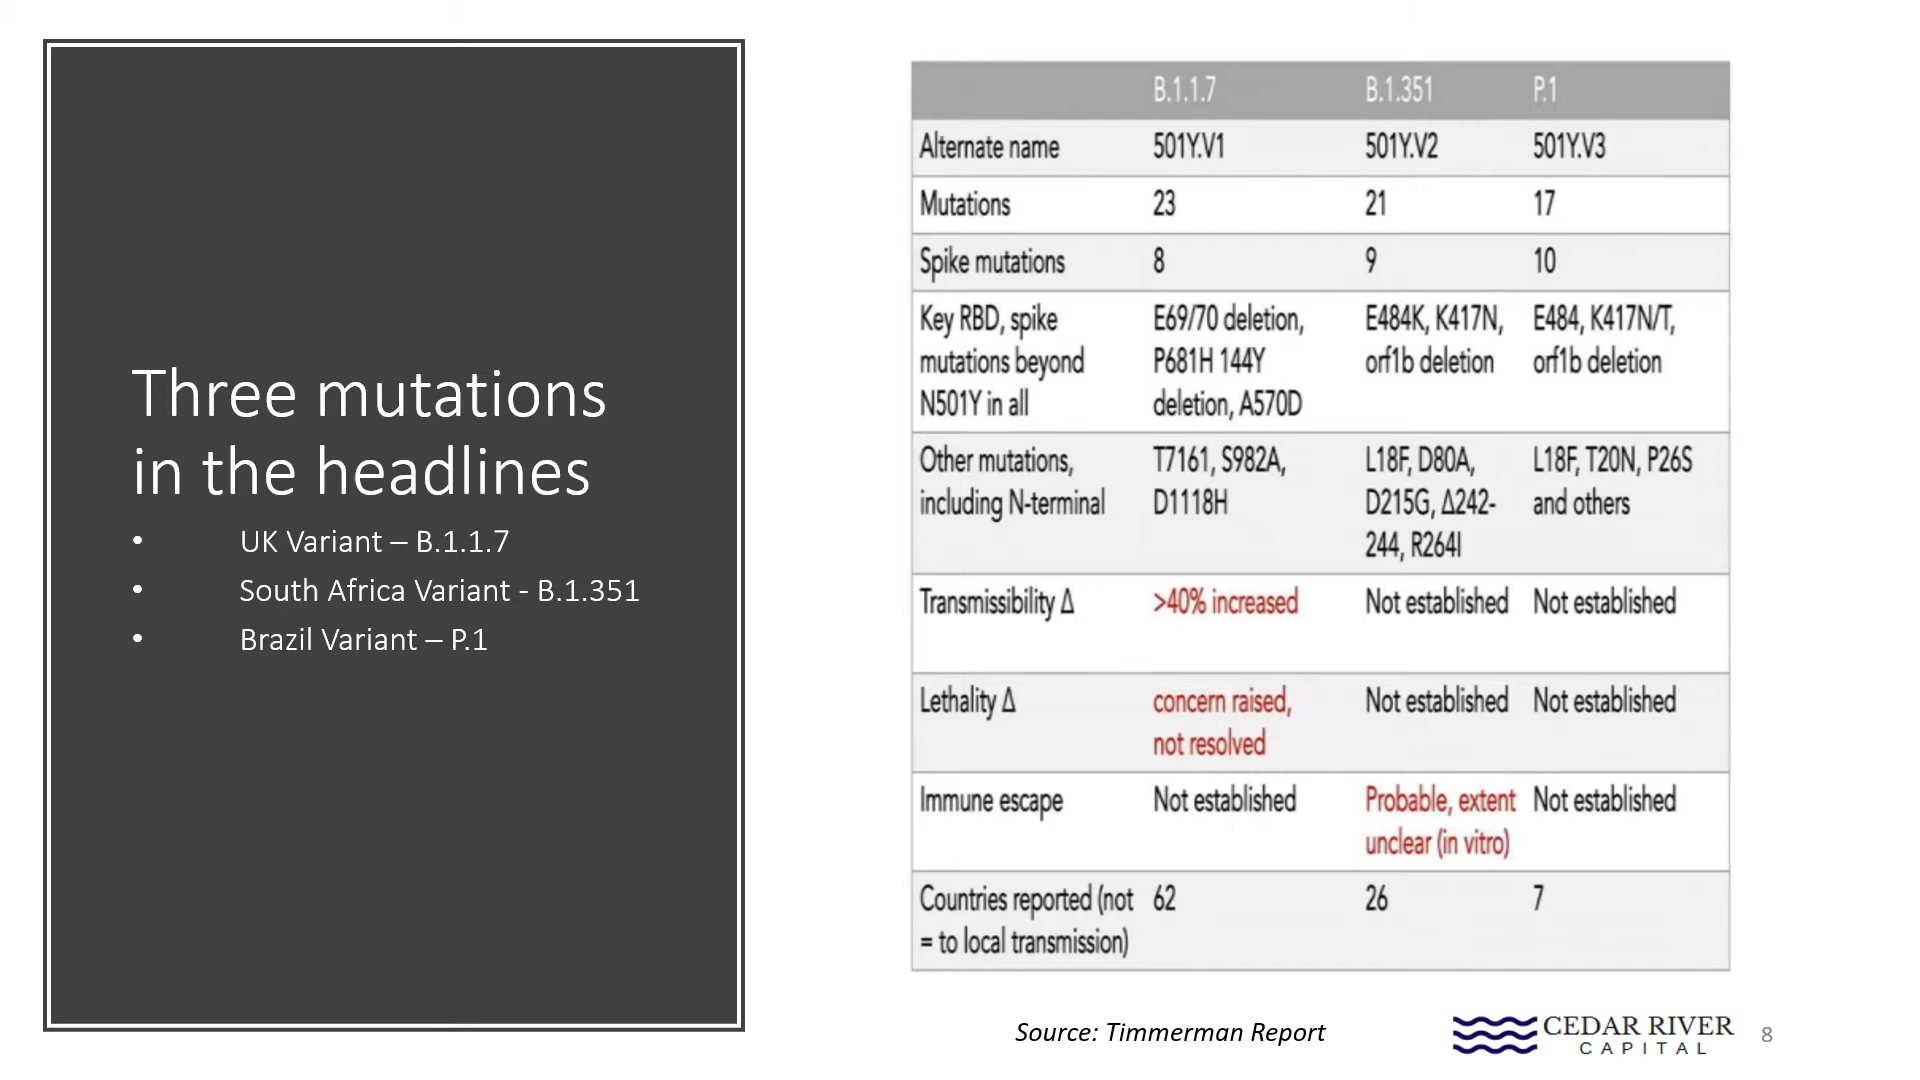 Three mutations
in the headlines
• UK Variant – B.1.1.7
• South Africa Variant - B.1.351
• Brazil Variant – P.1
B.1.1.7 B.1.351 P.1
Alternate name 501Y.V1 501Y.V2 501Y.V3
Mutations 23 21 17
Spike mutations 8 9 10
Key RBD, spike E69/70 deletion, E484K, K417N, E484, K417N/T,
mutations beyond P681H 144Y orf1b deletion orf1b deletion
N501Y in all deletion, A570D
Other mutations, T7161, S982A, L18F, D80A, L18F, T20N, P26S
including N-terminal D1118H D215G, Δ242- and others
244, R264I
Transmissibility Δ >40% increased Not established Not established
Lethality Δ concern raised, Not established Not established
not resolved
Immune escape Not established Probable, extent Not established
unclear (in vitro)
Countries reported (not 62 26 7
= to local transmission)
Source: Timmerman Report
CEDAR RIVER
CAPITAL
8